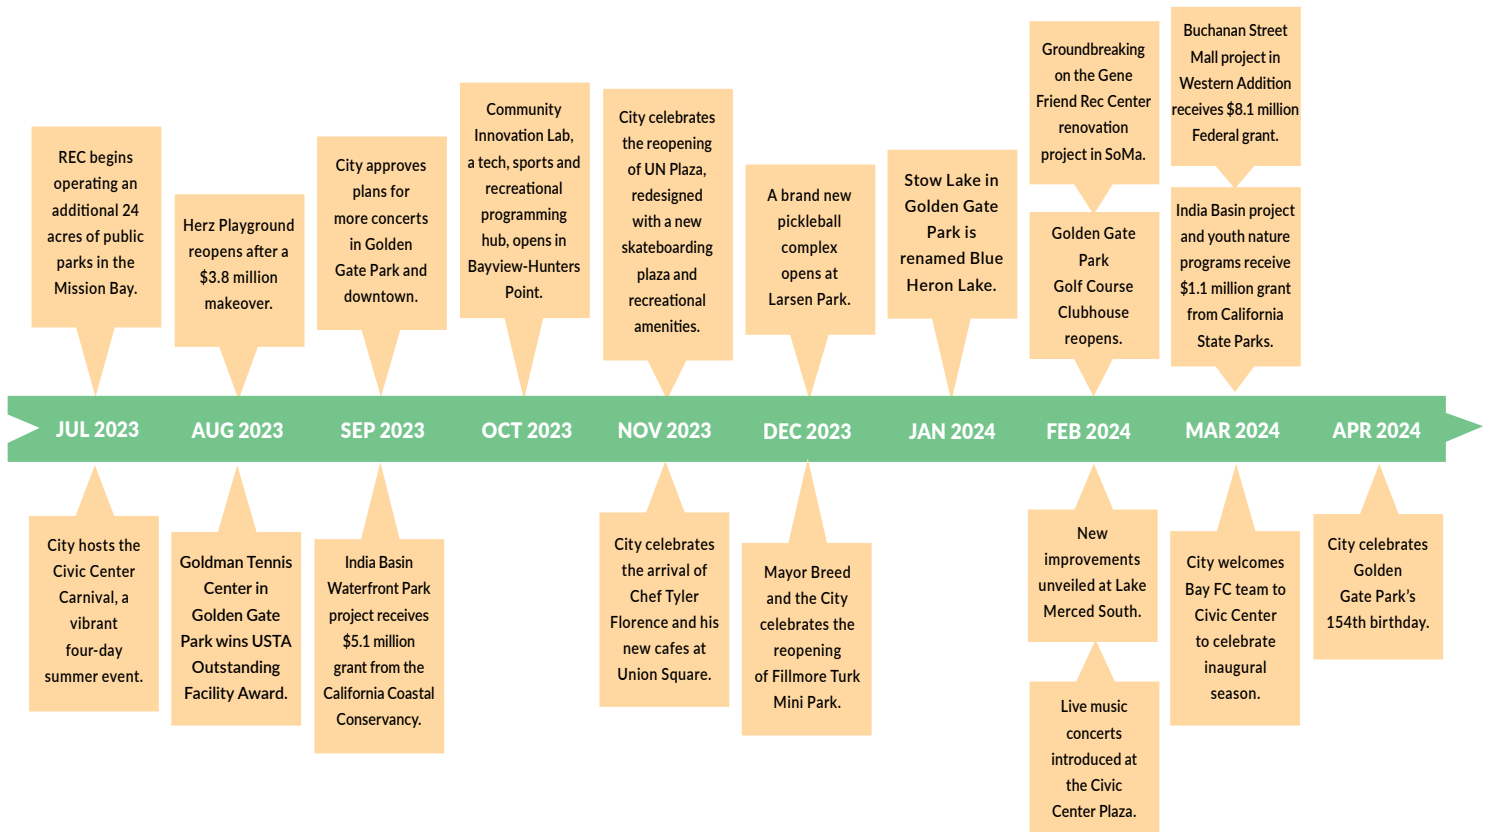 REC begins
operating an
additional 24
acres of public
parks in the
Mission Bay.
Herz Playground
reopens after a
$3.8 million
makeover.
City approves
plans for
more concerts
in Golden
Gate Park and
downtown.
Community
Innovation Lab,
a tech, sports and
recreational
programming
hub, opens in
Bayview-Hunters
Point.
City celebrates
the reopening
of UN Plaza,
redesigned
with a new
skateboarding
plaza and
recreational
amenities.
A brand new
pickleball
complex
opens at
Larsen Park.
Stow Lake in
Golden Gate
Park is
renamed Blue
Heron Lake.
Groundbreaking
on the Gene
Friend Rec Center
renovation
project in SoMa.
Golden Gate
Park
Golf Course
Clubhouse
reopens.
Buchanan Street
Mall project in
Western Addition
receives $8.1 million
Federal grant.
India Basin project
and youth nature
programs receive
$1.1 million grant
from California
State Parks.
JUL 2023
AUG 2023
SEP 2023
OCT 2023
NOV 2023
DEC 2023
JAN 2024
FEB 2024
MAR 2024
APR 2024
City hosts the
Civic Center
Carnival, a
vibrant
four-day
summer event.
Goldman Tennis
Center in
Golden Gate
Park wins USTA
Outstanding
Facility Award.
India Basin
Waterfront Park
project receives
$5.1 million
grant from the
California Coastal
Conservancy.
City celebrates
the arrival of
Chef Tyler
Florence and his
new cafes at
Union Square.
Mayor Breed
and the City
celebrates the
reopening
of Fillmore Turk
Mini Park.
New
improvements
unveiled at Lake
Merced South.
Live music
concerts
introduced at
the Civic
Center Plaza.
City welcomes
Bay FC team to
Civic Center
to celebrate
inaugural
season.
City celebrates
Golden
Gate Park’s
154th birthday.